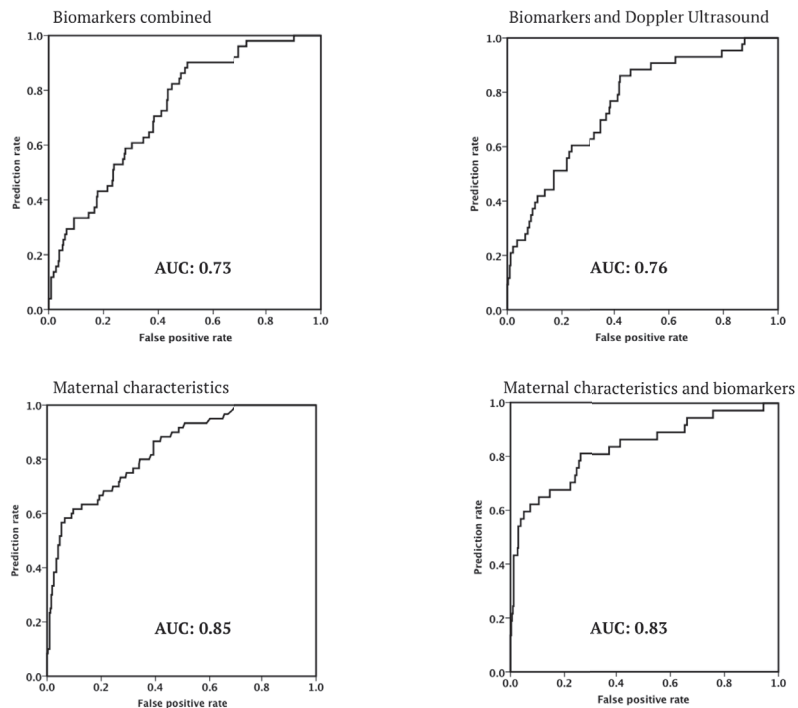 Biomarkers combined
1.0
0.8
0.6
0.4
0.2
0.0
Prediction rate
AUC: 0.73
0.0 0.2 0.4 0.6 0.8 1.0
False positive rate
Biomarkers and Doppler Ultrasound
1.0
0.8
0.6
0.4
0.2
0.0
Prediction rate
AUC: 0.76
0.0 0.2 0.4 0.6 0.8 1.0
False positive rate
Maternal characteristics
1.0
0.8
0.6
0.4
0.2
0.0
Prediction rate
AUC: 0.85
0.0 0.2 0.4 0.6 0.8 1.0
False positive rate
Maternal characteristics and biomarkers
1.0
0.8
0.6
0.4
0.2
0.0
Prediction rate
AUC: 0.83
0.0 0.2 0.4 0.6 0.8 1.0
False positive rate